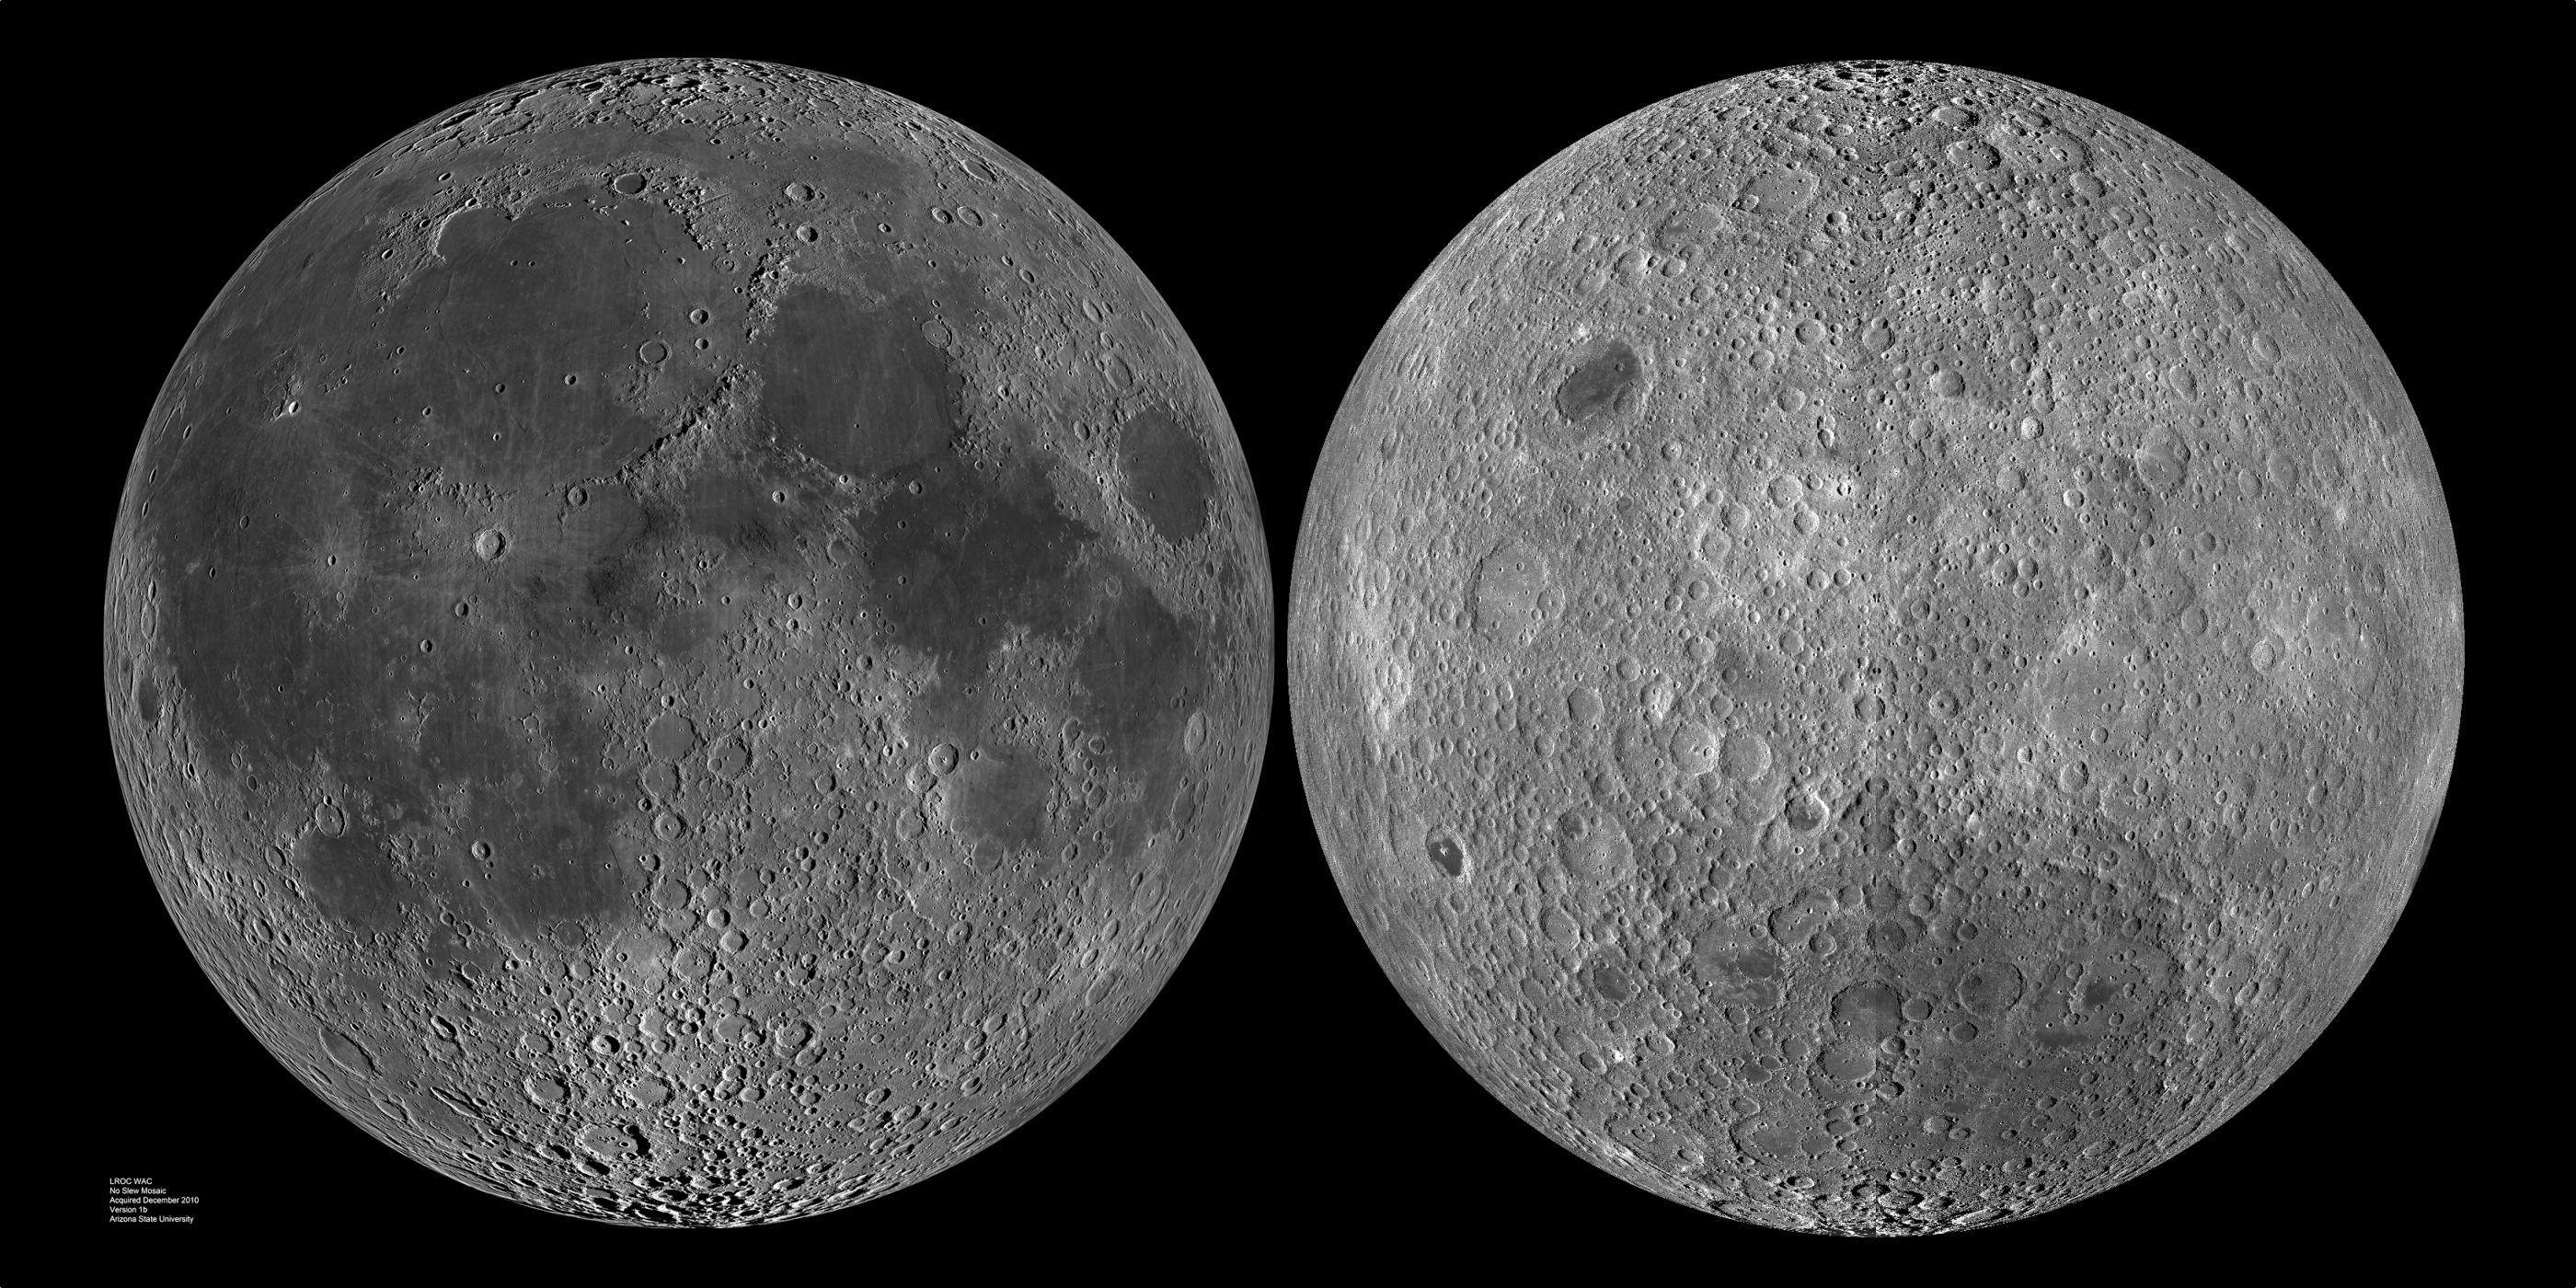 LROC WAC
No Slew Mosaic
Acquired December 2010
Version 1b
Arizona State University